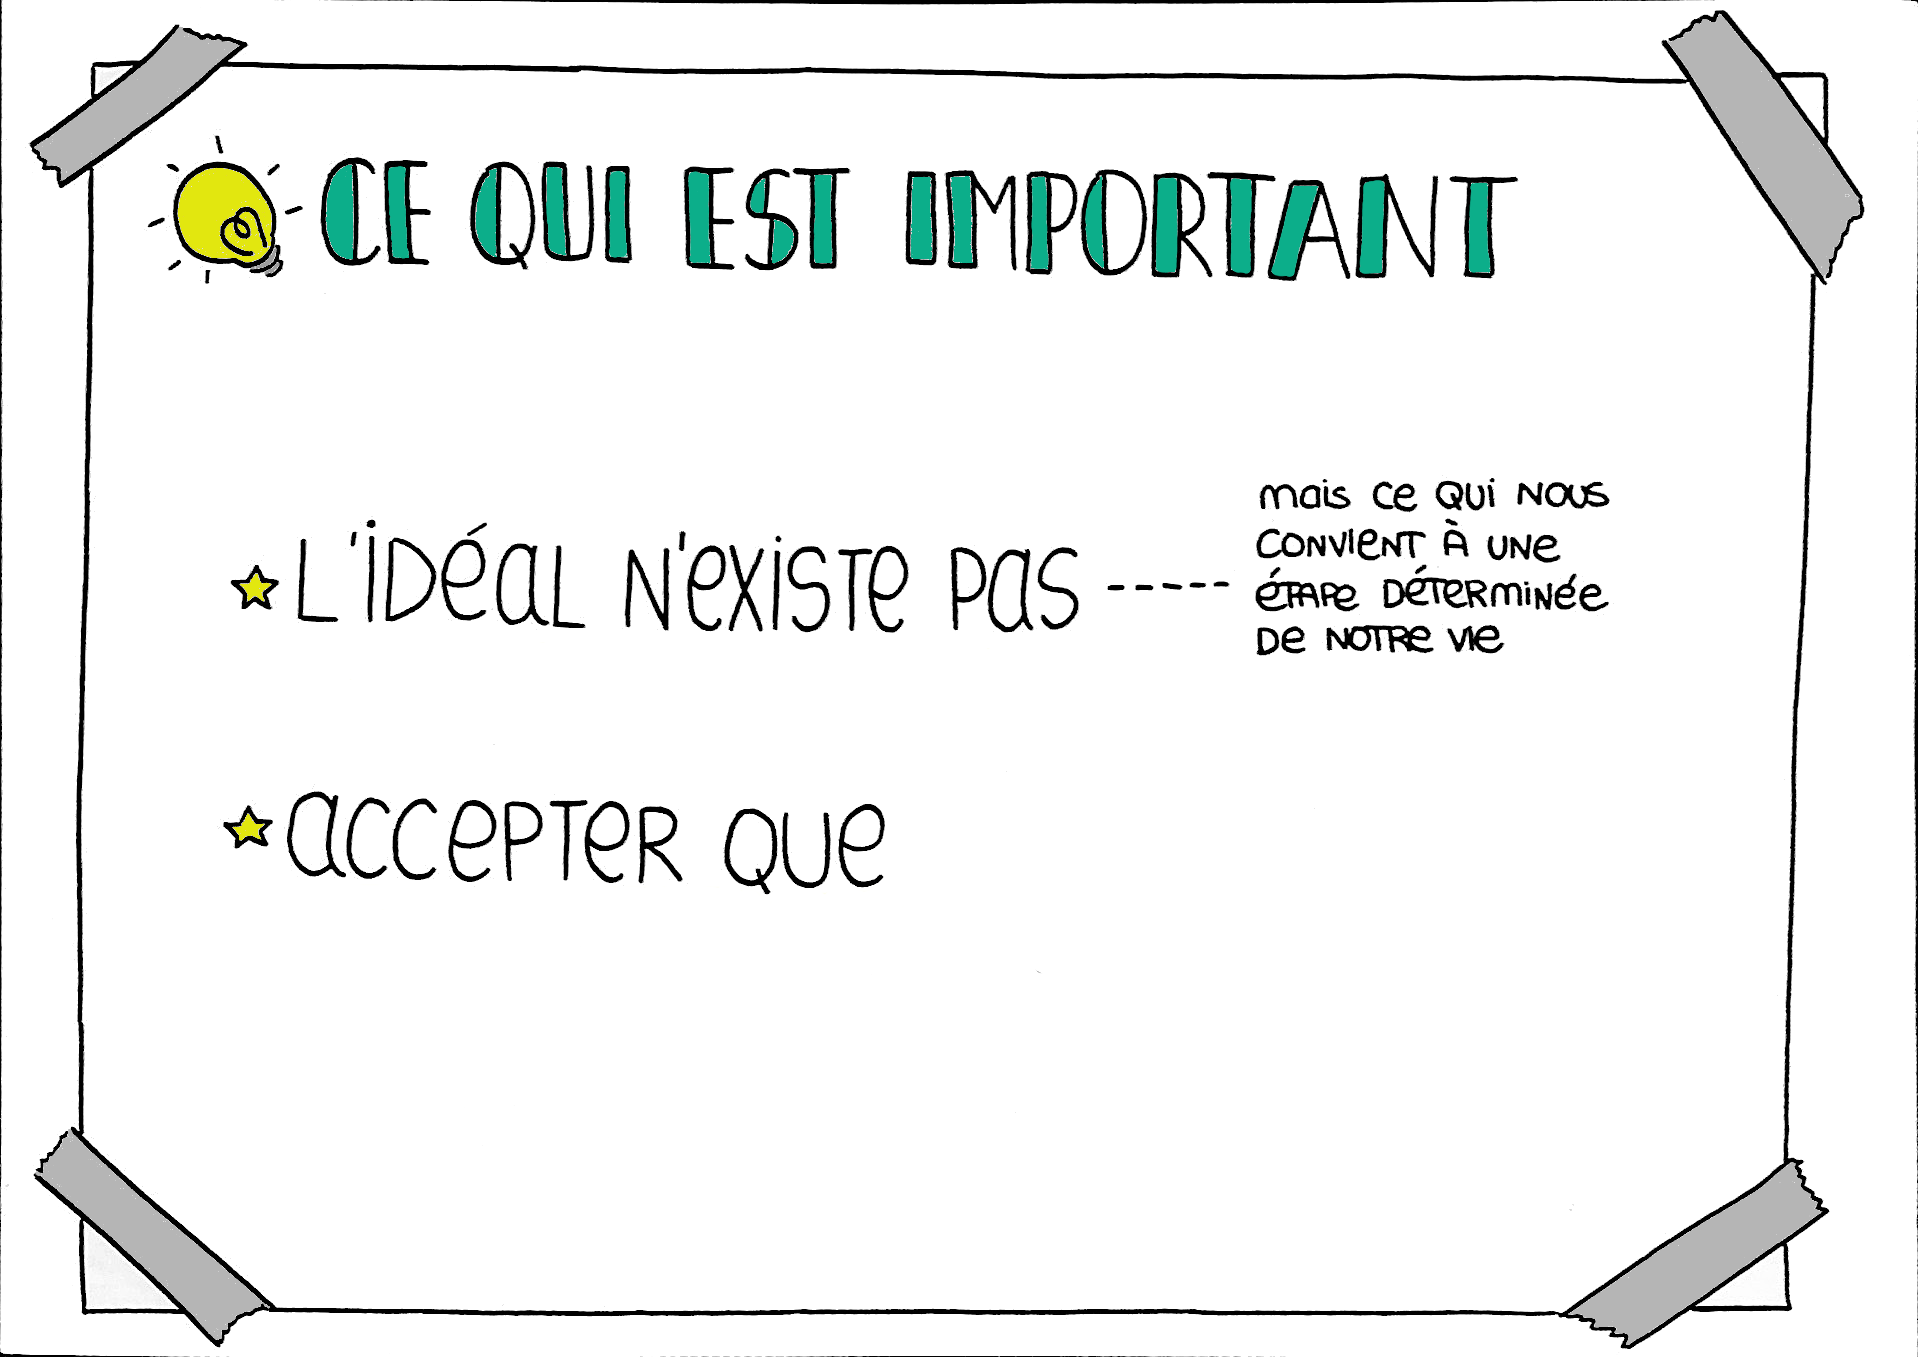 CE QUI EST IMPORTANT
L'iDéaL N'exiSTe PaS
mais ce Qui NOUS
CONVIENT À UNe
éTAPe DéTeRmiNée
De NOTRe Vie
accePTeR QUe